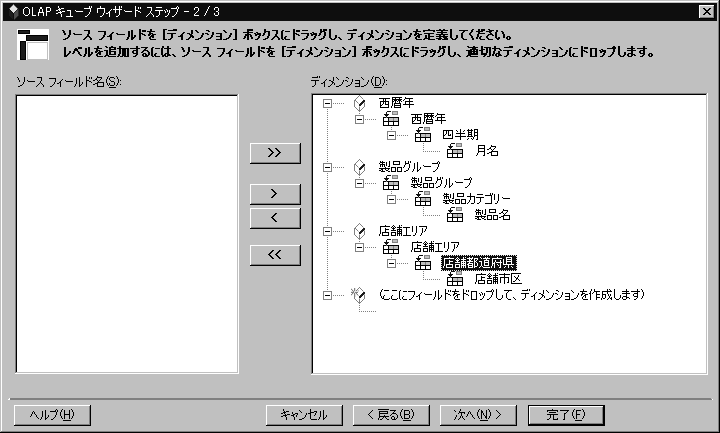 OLAP キューブ ウィザード ステップ - 2 / 3
ソース フィールドを [ディメンション] ボックスにドラッグし、ディメンションを定義してください。
レベルを追加するには、ソース フィールドを [ディメンション] ボックスにドラッグし、適切なディメンションにドロップします。
ソース フィールド名(S):
ディメンション(D):
西暦年
西暦年
四半期
月名
製品グループ
製品グループ
製品カテゴリー
製品名
店舗エリア
店舗エリア
店舗都道府県
店舗市区
(ここにフィールドをドロップして、ディメンションを作成します)
>>
>
<
<<
ヘルプ(H)
キャンセル
< 戻る(B)
次へ(N) >
完了(F)